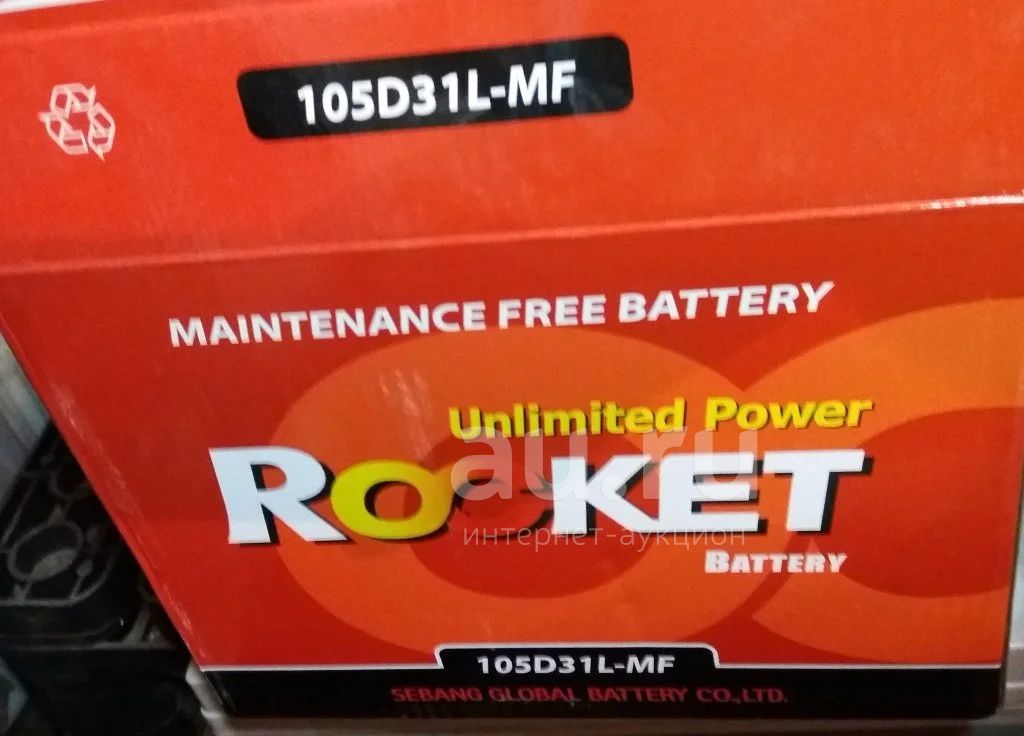 105D31L-MF
MAINTENANCE FREE BATTERY
Unlimited Power
ROCKET
BATTERY
au.ru
интернет-аукцион
105D31L-MF
SEBANG GLOBAL BATTERY CO.,LTD.